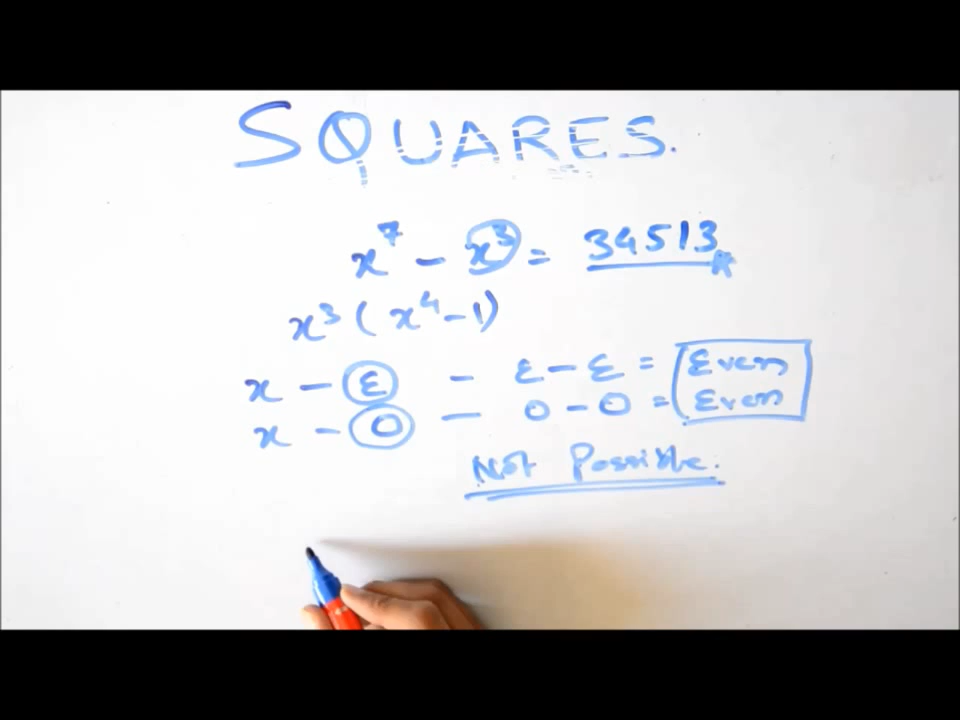 SQUARES.
x⁷ - x³ = 34513
x³ ( x⁴ - 1)
x - E - E - E = Even
x - O - O - O = Even
Not Possible.